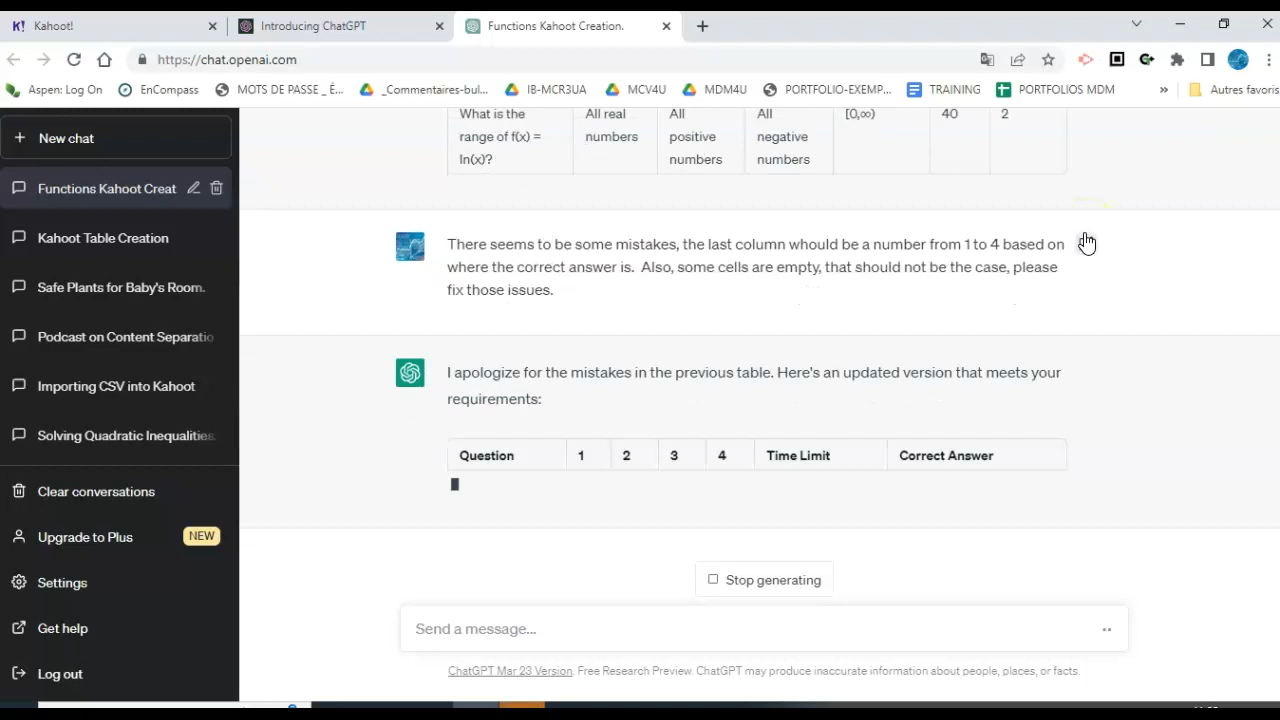 K! Kahoot!
Introducing ChatGPT
Functions Kahoot Creation.
https://chat.openai.com
Aspen: Log On
EnCompass
MOTS DE PASSE _ É...
_Commentaires-bul...
IB-MCR3UA
MCV4U
MDM4U
PORTFOLIO-EXEMP...
TRAINING
PORTFOLIOS MDM
»
Autres favoris
+ New chat
Functions Kahoot Creat
Kahoot Table Creation
Safe Plants for Baby's Room.
Podcast on Content Separatio
Importing CSV into Kahoot
Solving Quadratic Inequalities.
Clear conversations
Upgrade to Plus NEW
Settings
Get help
Log out
What is the All real All All [0,∞) 40 2
range of f(x) = numbers positive negative
ln(x)? numbers numbers
There seems to be some mistakes, the last column whould be a number from 1 to 4 based on
where the correct answer is. Also, some cells are empty, that should not be the case, please
fix those issues.
I apologize for the mistakes in the previous table. Here's an updated version that meets your
requirements:
Question 1 2 3 4 Time Limit Correct Answer
Stop generating
Send a message...
ChatGPT Mar 23 Version. Free Research Preview. ChatGPT may produce inaccurate information about people, places, or facts.